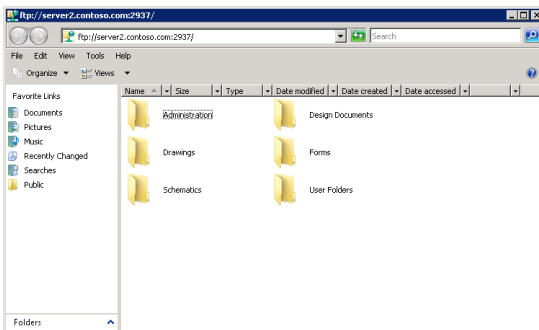 ftp://server2.contoso.com:2937/
ftp://server2.contoso.com:2937/ Search
File Edit View Tools Help
Organize Views
Favorite Links
Documents
Pictures
Music
Recently Changed
Searches
Public
Folders
Name Size Type Date modified Date created Date accessed
Administration Design Documents
Drawings Forms
Schematics User Folders